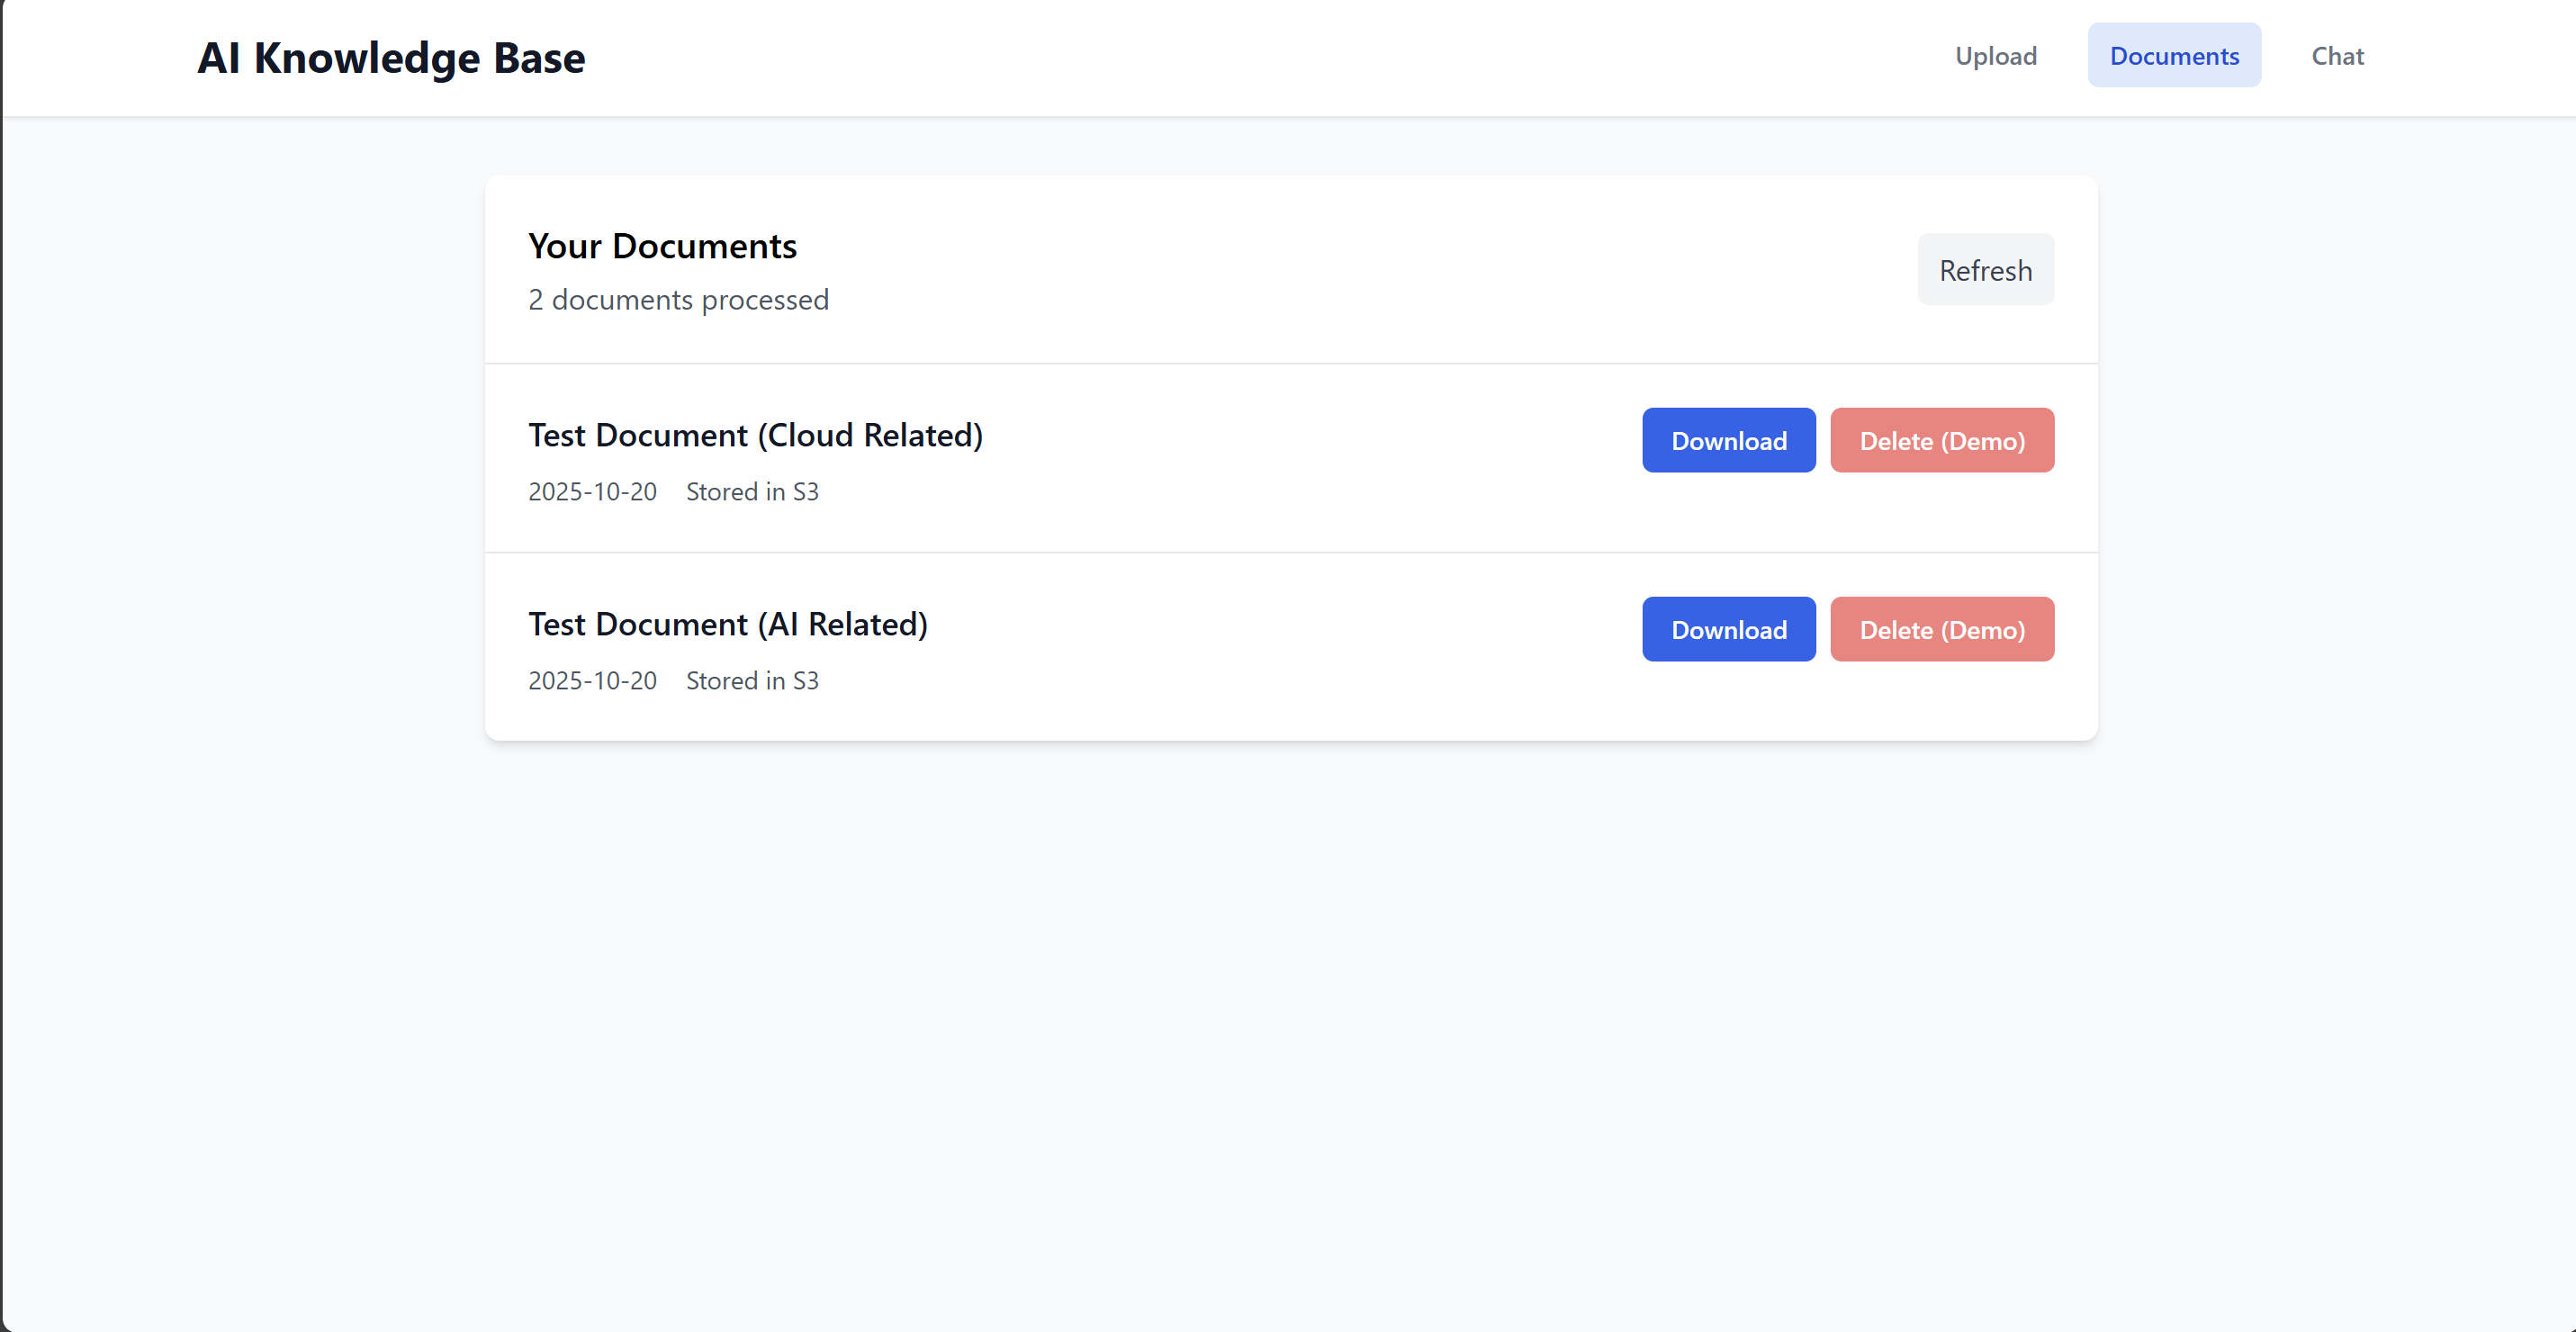 AI Knowledge Base
Upload Documents Chat
Your Documents
2 documents processed
Refresh
Test Document (Cloud Related)
2025-10-20 Stored in S3
Download Delete (Demo)
Test Document (AI Related)
2025-10-20 Stored in S3
Download Delete (Demo)